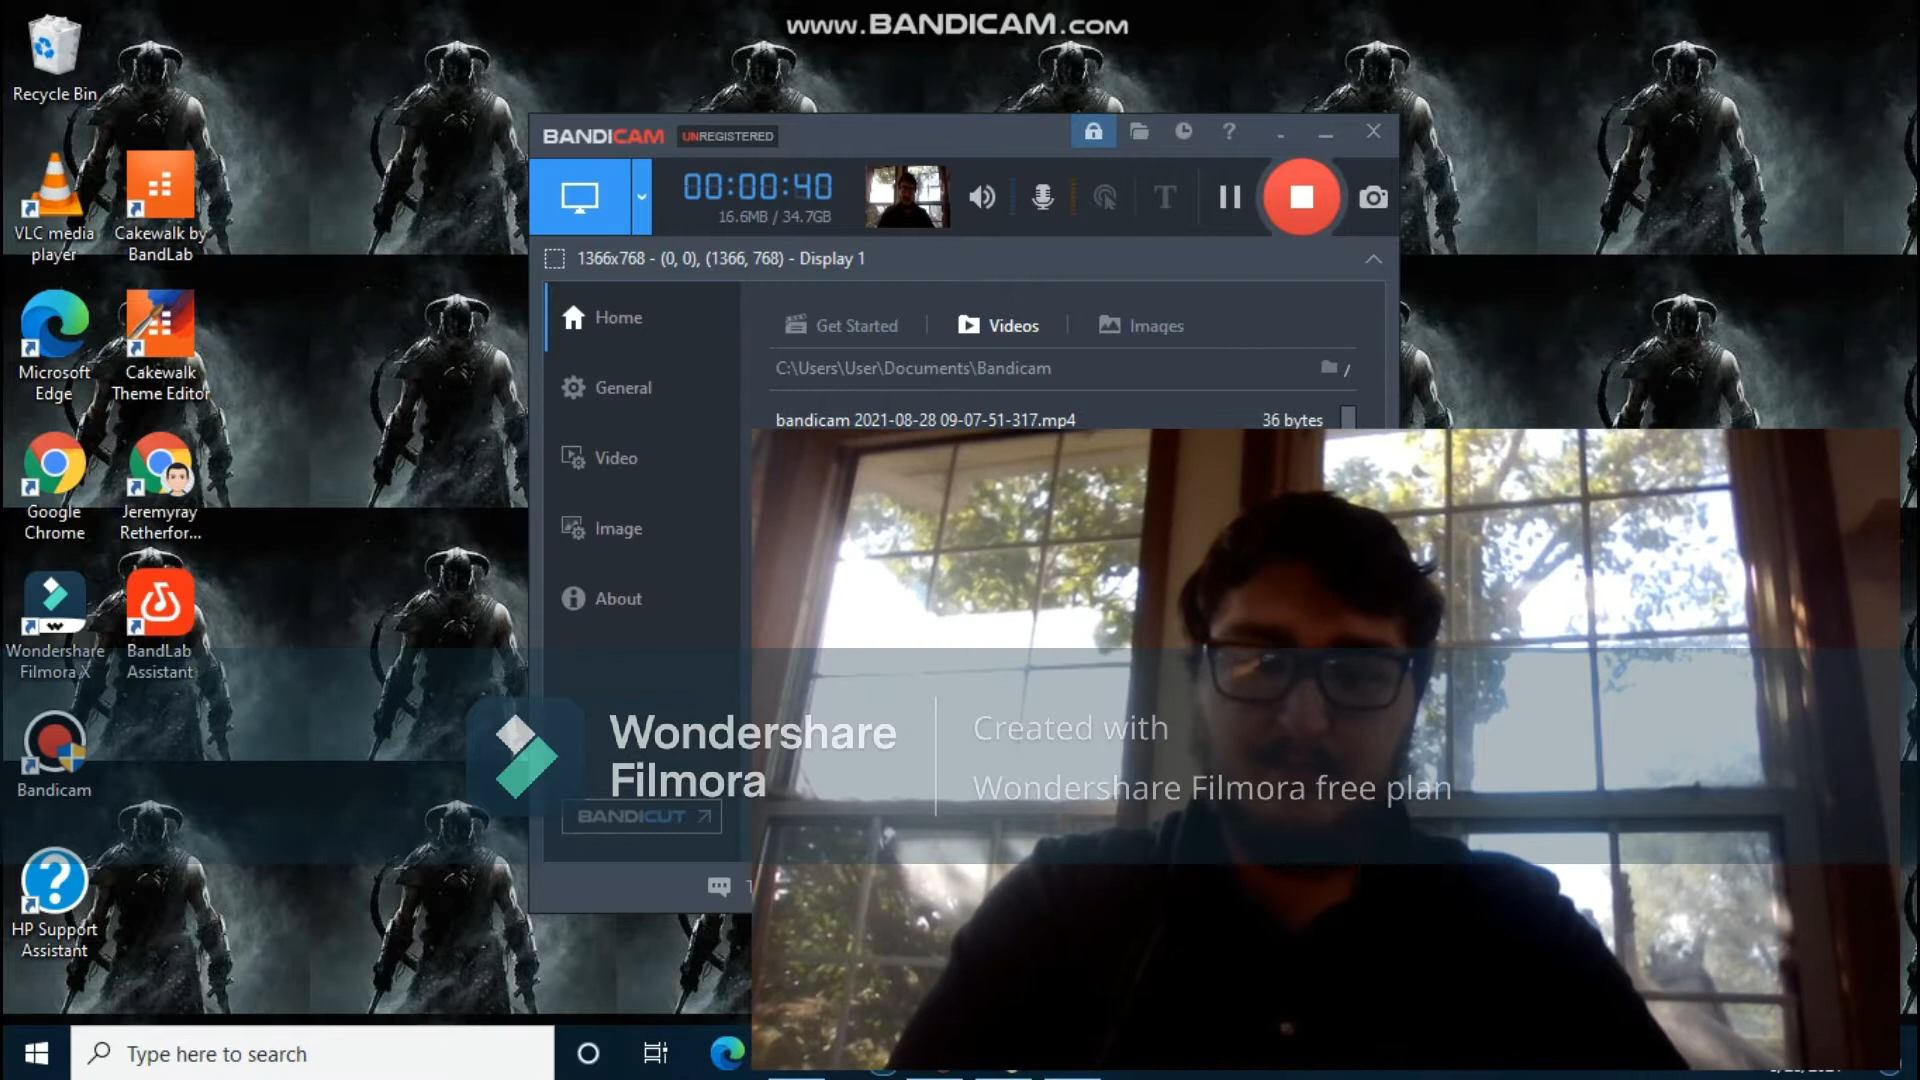 www.BANDICAM.com
Recycle Bin
VLC media
player
Cakewalk by
BandLab
Microsoft
Edge
Cakewalk
Theme Editor
Google
Chrome
Jeremyray
Retherfor...
Wondershare
Filmora X
BandLab
Assistant
Bandicam
HP Support
Assistant
BANDICAM UNREGISTERED
?
00:00:40
16.6MB / 34.7GB
T
1366x768 - (0, 0), (1366, 768) - Display 1
Home
General
Video
Image
About
Get Started
Videos
Images
C:\Users\User\Documents\Bandicam
/
bandicam 2021-08-28 09-07-51-317.mp4 36 bytes
Wondershare
Filmora
Created with
Wondershare Filmora free plan
BANDICUT
Type here to search